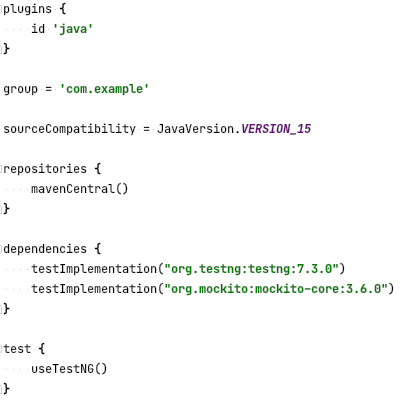 plugins {
    id 'java'
}

group = 'com.example'

sourceCompatibility = JavaVersion.VERSION_15

repositories {
    mavenCentral()
}

dependencies {
    testImplementation("org.testng:testng:7.3.0")
    testImplementation("org.mockito:mockito-core:3.6.0")
}

test {
    useTestNG()
}